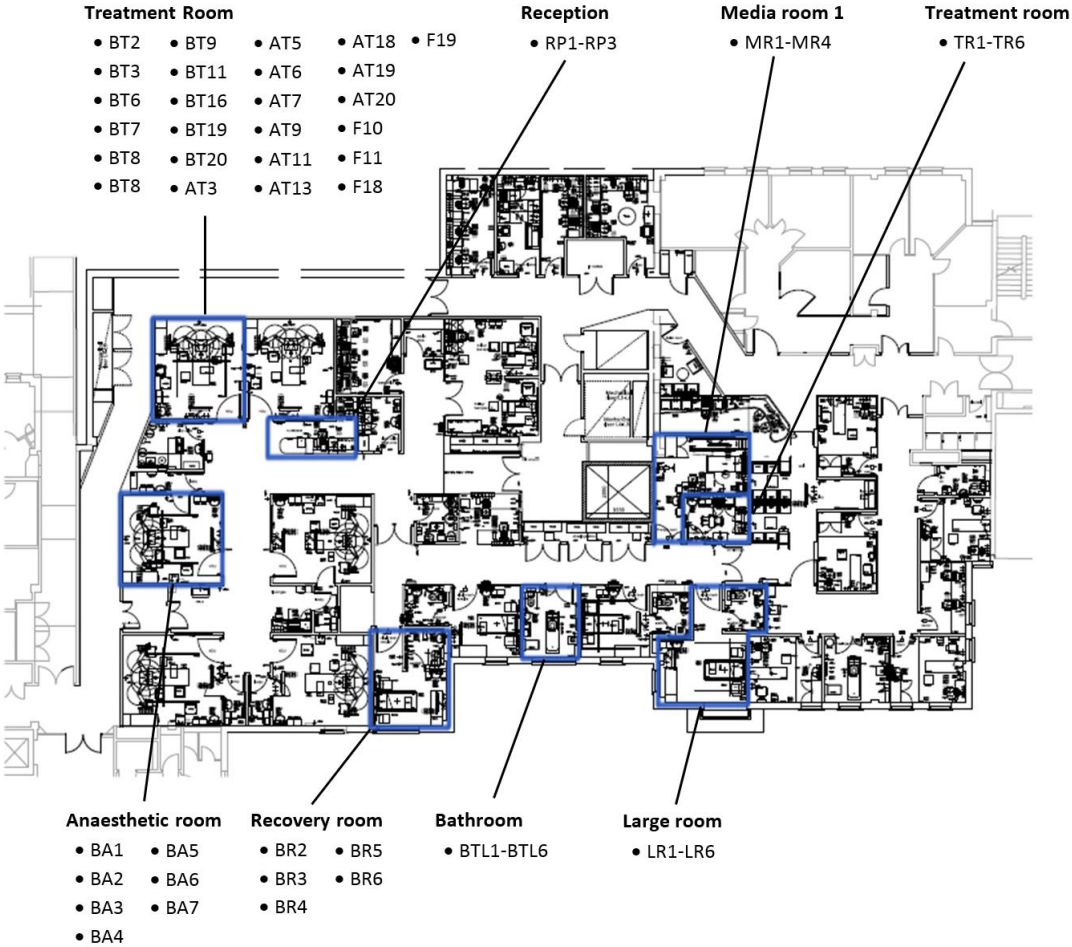 Treatment Room
• BT2
• BT3
• BT6
• BT7
• BT8
• BT8
• BT9
• BT11
• BT16
• BT19
• BT20
• AT3
• AT5
• AT6
• AT7
• AT9
• AT11
• AT13
• AT18
• AT19
• AT20
• F10
• F11
• F18
• F19
Reception
• RP1-RP3
Media room 1
• MR1-MR4
Treatment room
• TR1-TR6
Anaesthetic room
• BA1
• BA2
• BA3
• BA4
• BA5
• BA6
• BA7
Recovery room
• BR2
• BR3
• BR4
• BR5
• BR6
Bathroom
• BTL1-BTL6
Large room
• LR1-LR6